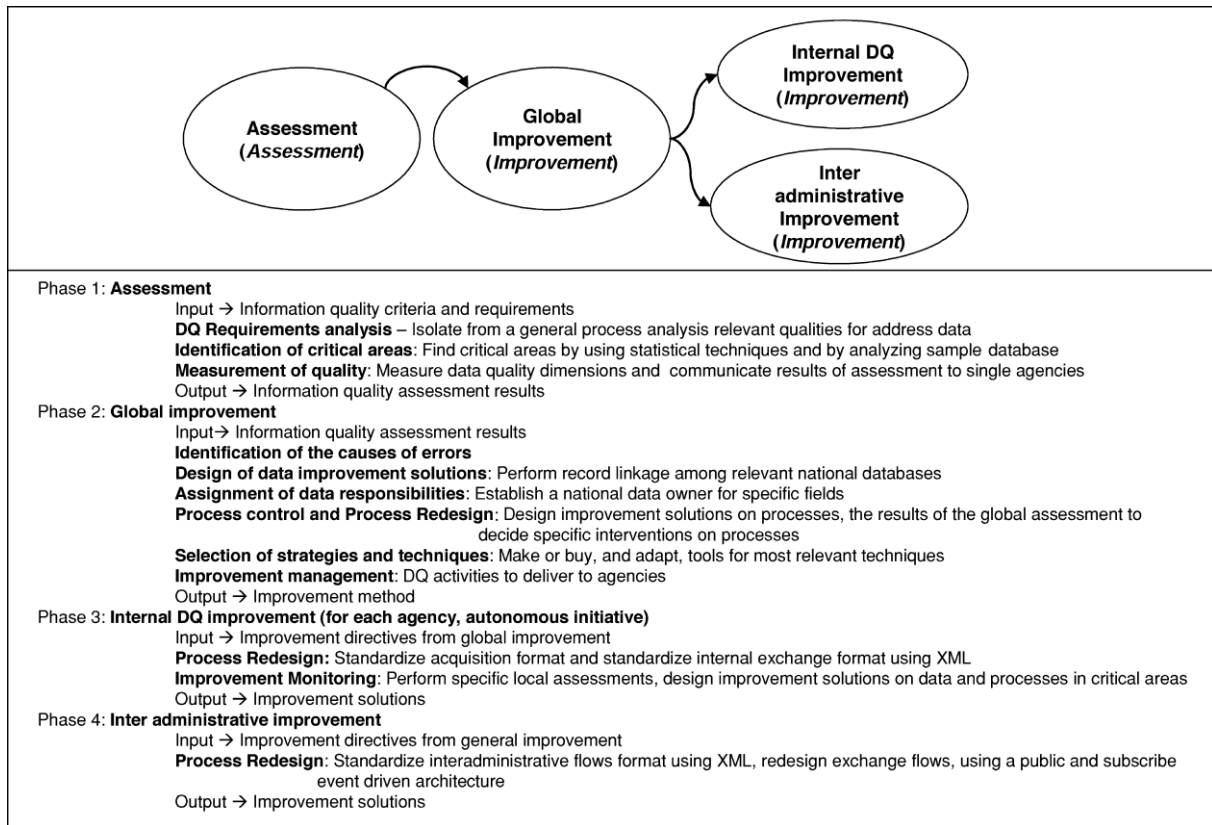 Assessment
(Assessment)
Global
Improvement
(Improvement)
Internal DQ
Improvement
(Improvement)
Inter
administrative
Improvement
(Improvement)
Phase 1: Assessment
Input → Information quality criteria and requirements
DQ Requirements analysis – Isolate from a general process analysis relevant qualities for address data
Identification of critical areas: Find critical areas by using statistical techniques and by analyzing sample database
Measurement of quality: Measure data quality dimensions and communicate results of assessment to single agencies
Output → Information quality assessment results
Phase 2: Global improvement
Input→ Information quality assessment results
Identification of the causes of errors
Design of data improvement solutions: Perform record linkage among relevant national databases
Assignment of data responsibilities: Establish a national data owner for specific fields
Process control and Process Redesign: Design improvement solutions on processes, the results of the global assessment to
decide specific interventions on processes
Selection of strategies and techniques: Make or buy, and adapt, tools for most relevant techniques
Improvement management: DQ activities to deliver to agencies
Output → Improvement method
Phase 3: Internal DQ improvement (for each agency, autonomous initiative)
Input → Improvement directives from global improvement
Process Redesign: Standardize acquisition format and standardize internal exchange format using XML
Improvement Monitoring: Perform specific local assessments, design improvement solutions on data and processes in critical areas
Output → Improvement solutions
Phase 4: Inter administrative improvement
Input → Improvement directives from general improvement
Process Redesign: Standardize interadministrative flows format using XML, redesign exchange flows, using a public and subscribe
event driven architecture
Output → Improvement solutions